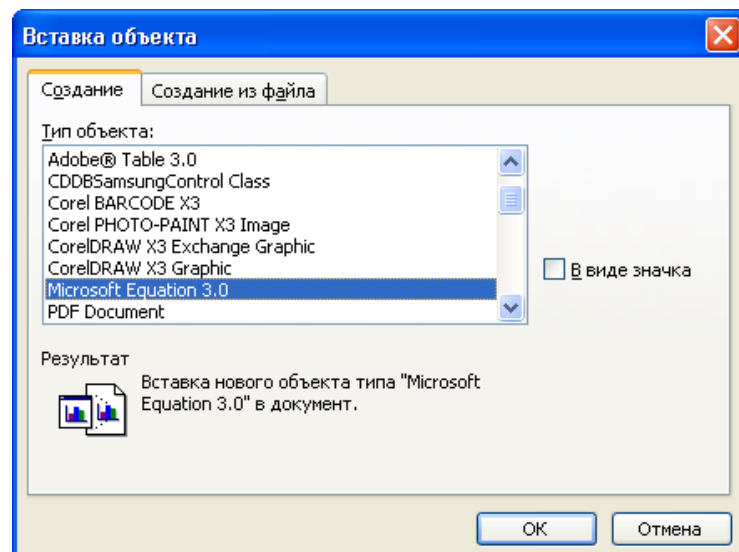 Вставка объекта
Создание
Создание из файла
Тип объекта:
Adobe® Table 3.0
CDDBSamsungControl Class
Corel BARCODE X3
Corel PHOTO-PAINT X3 Image
CorelDRAW X3 Exchange Graphic
CorelDRAW X3 Graphic
Microsoft Equation 3.0
PDF Document
В виде значка
Результат
Вставка нового объекта типа "Microsoft
Equation 3.0" в документ.
ОК
Отмена